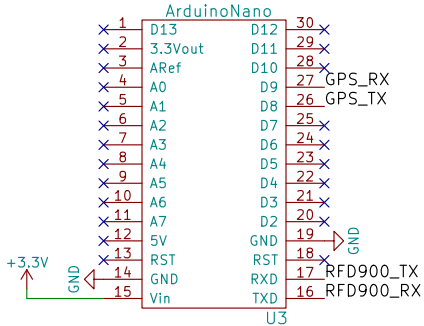 ArduinoNano
1 D13 D12 30
2 3.3Vout D11 29
3 ARef D10 28
4 A0 D9 27 GPS_RX
5 A1 D8 26 GPS_TX
6 A2 D7 25
7 A3 D6 24
8 A4 D5 23
9 A5 D4 22
10 A6 D3 21
11 A7 D2 20
12 5V GND 19 GND
13 RST RST 18
+3.3V
GND 14 GND RXD 17 RFD900_TX
15 Vin TXD 16 RFD900_RX
U3